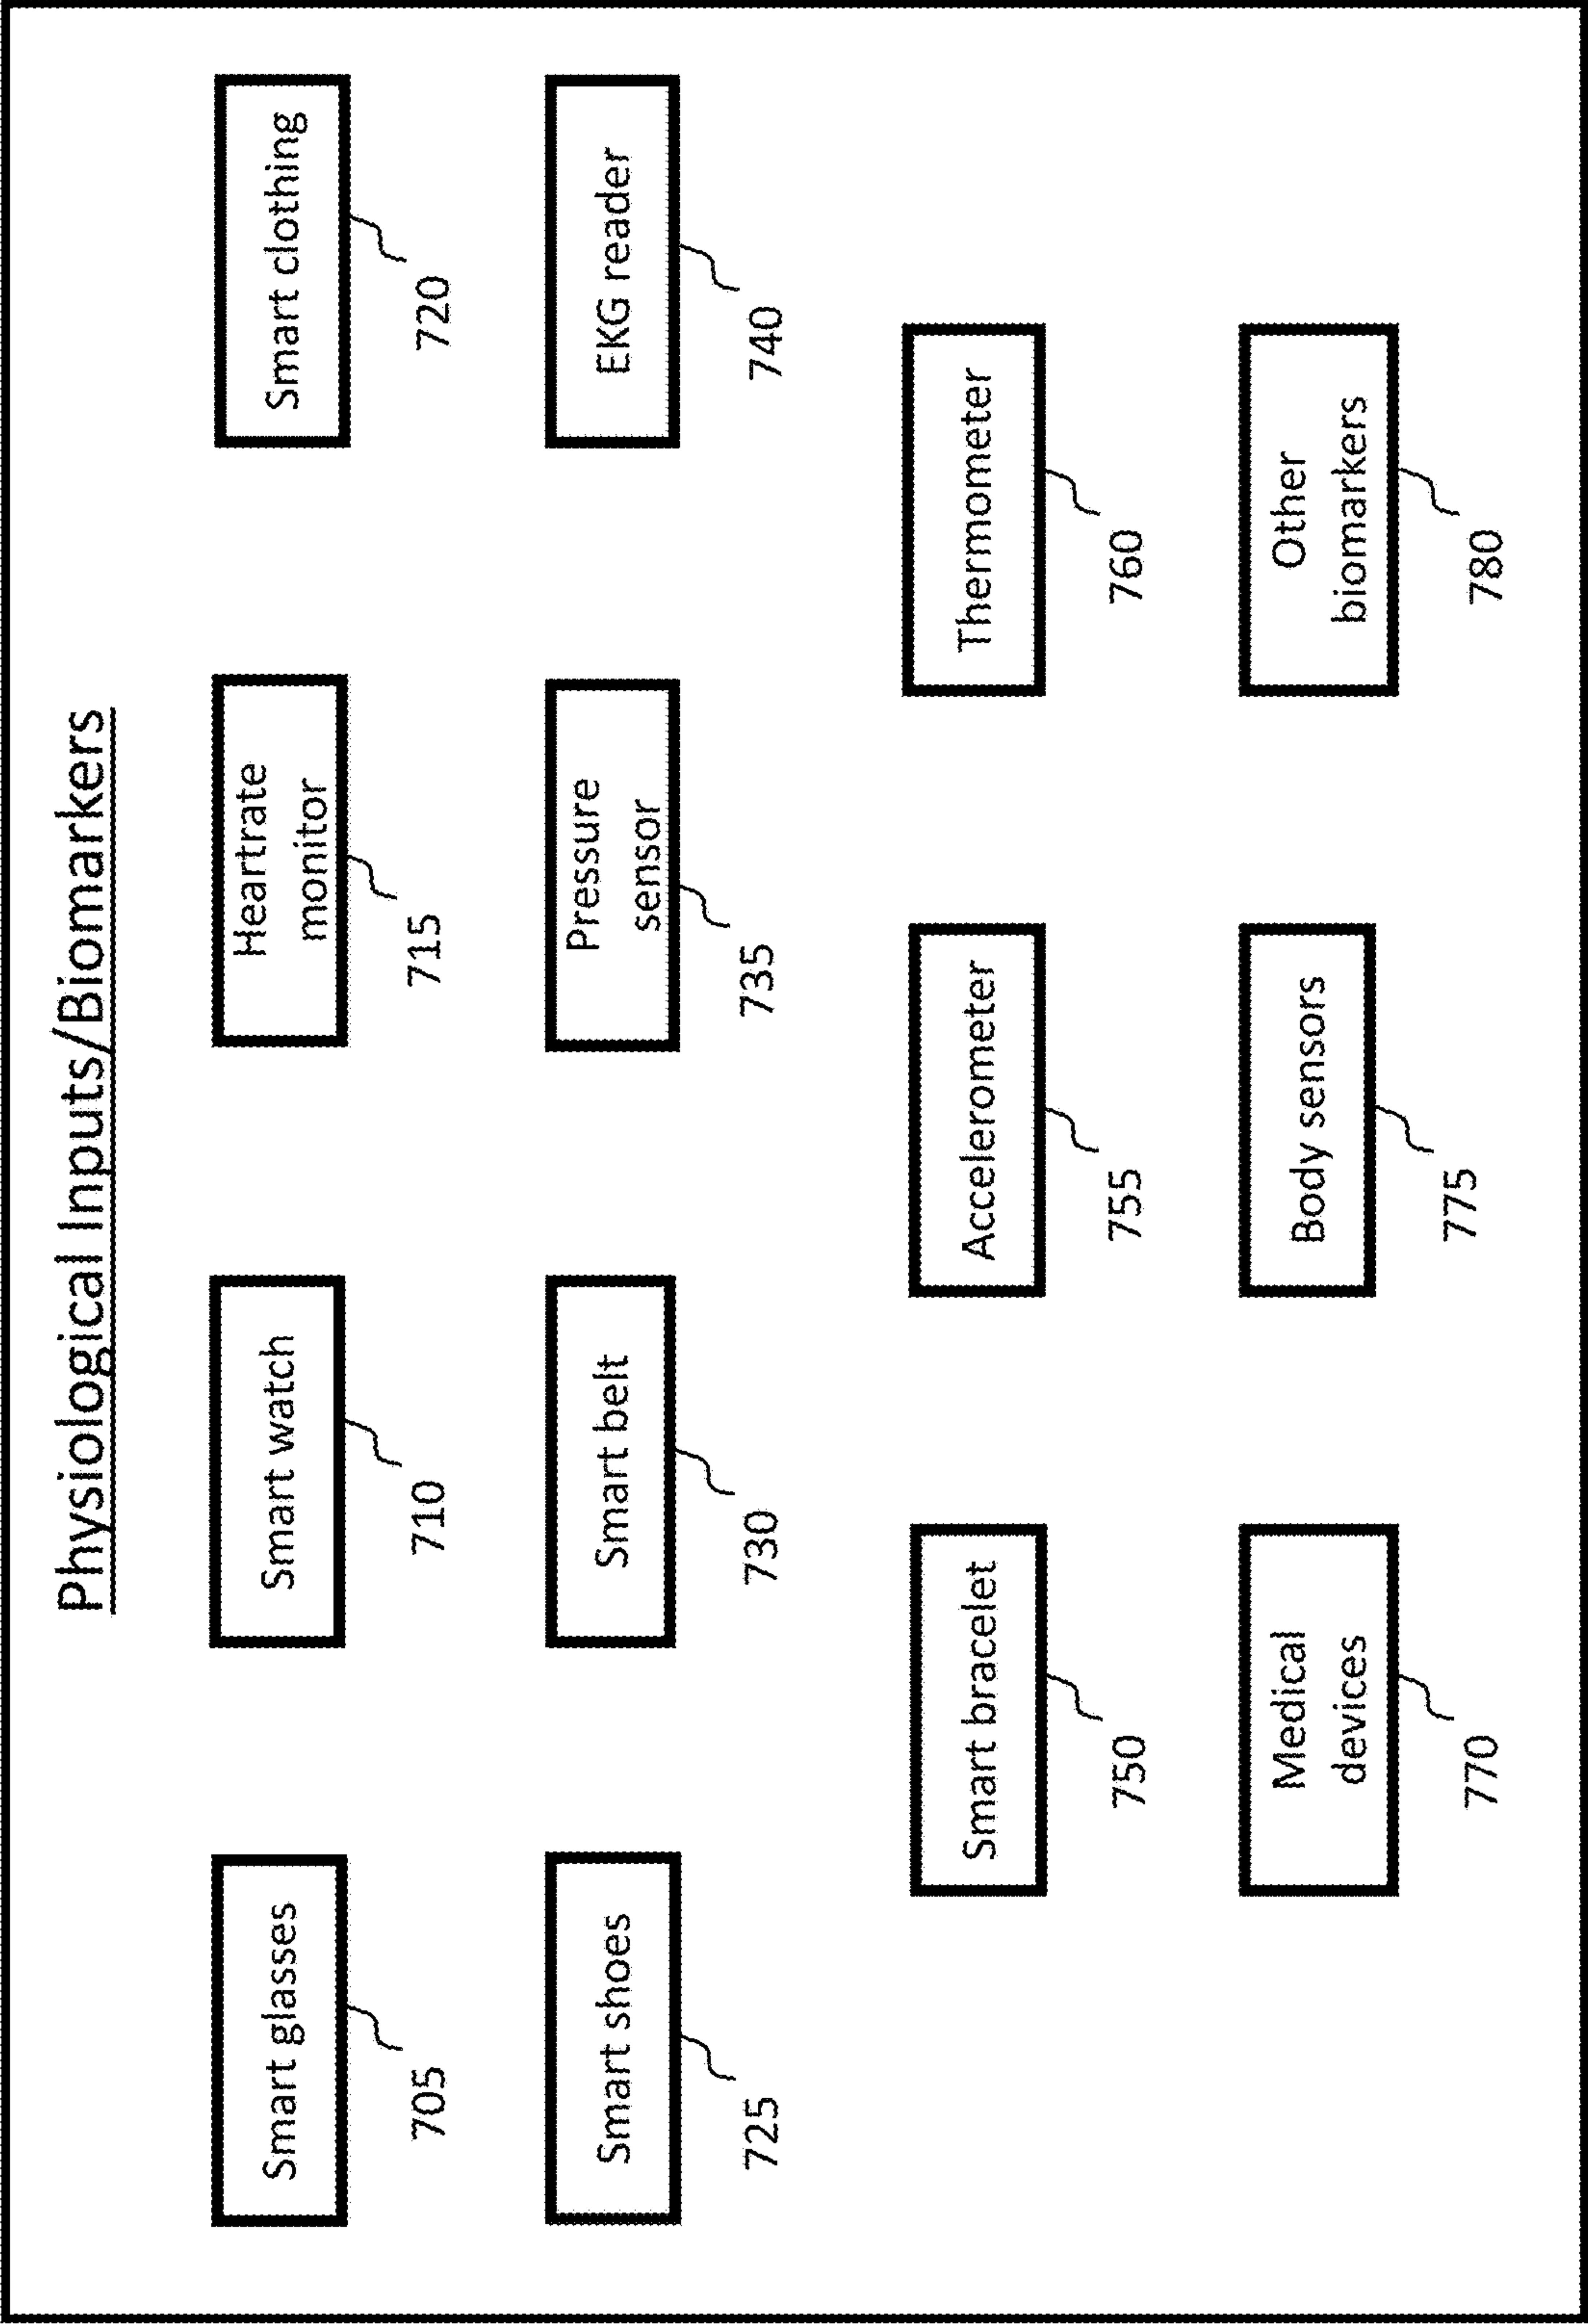 Physiological Inputs/Biomarkers
Smart glasses
705
Smart watch
710
Heartrate
monitor
715
Smart clothing
720
Smart shoes
725
Smart belt
730
Pressure
sensor
735
EKG reader
740
Smart bracelet
750
Accelerometer
755
Thermometer
760
Medical
devices
770
Body sensors
775
Other
biomarkers
780